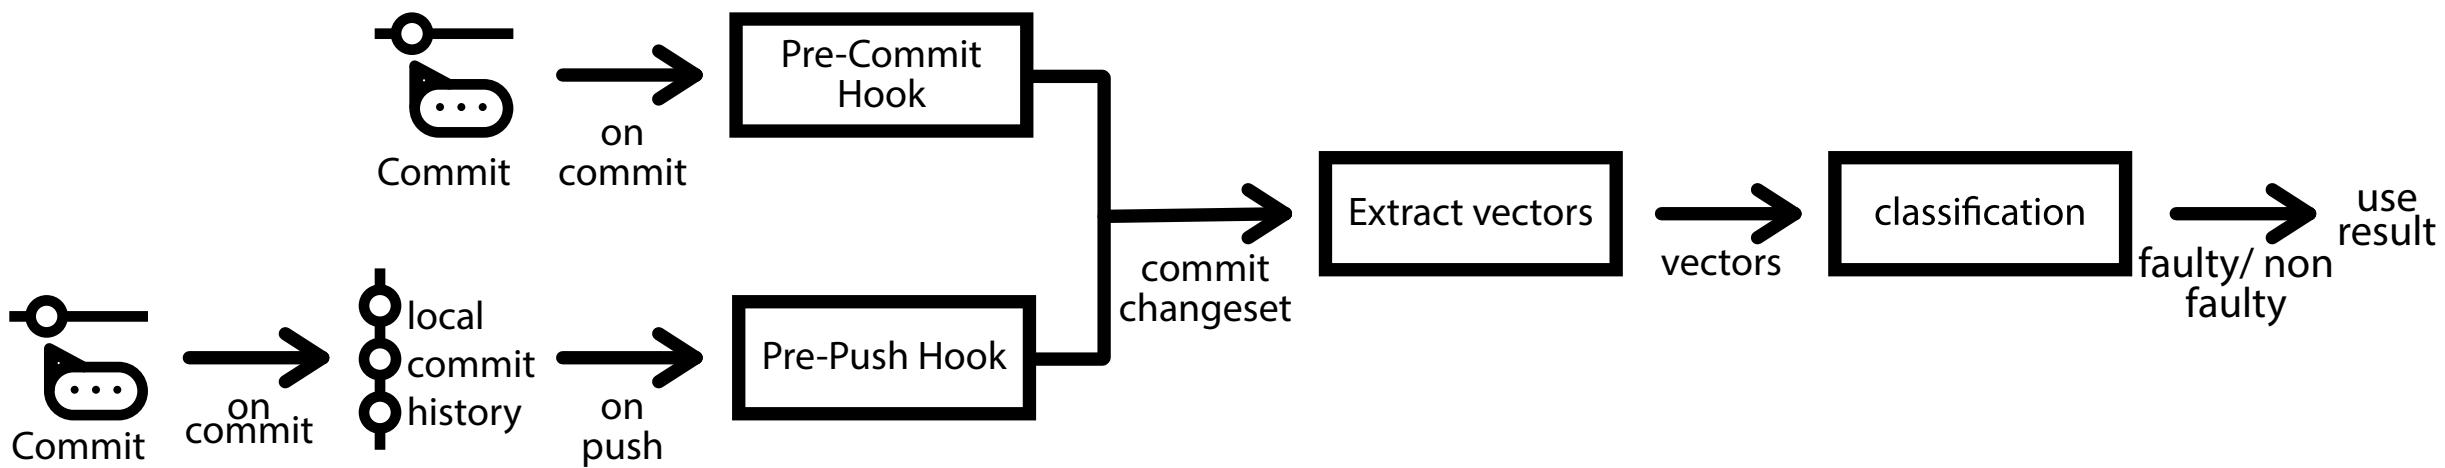 Pre-Commit
Hook
on
commit
Commit
Extract vectors
classification
use
result
vectors
commit
changeset
faulty/ non
faulty
local
commit
history
Pre-Push Hook
on
commit
on
push
Commit